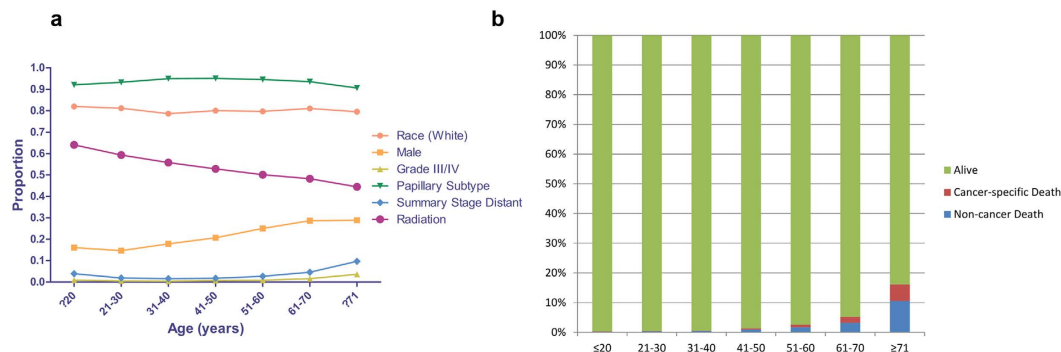 a
1.0
0.9
0.8
0.7
0.6
0.5
0.4
0.3
0.2
0.1
0.0
Proportion
?20
21-30
31-40
41-50
51-60
61-70
?71
Age (years)
Race (White)
Male
Grade III/IV
Papillary Subtype
Summary Stage Distant
Radiation
b
100%
90%
80%
70%
60%
50%
40%
30%
20%
10%
0%
≤20
21-30
31-40
41-50
51-60
61-70
≥71
Alive
Cancer-specific Death
Non-cancer Death